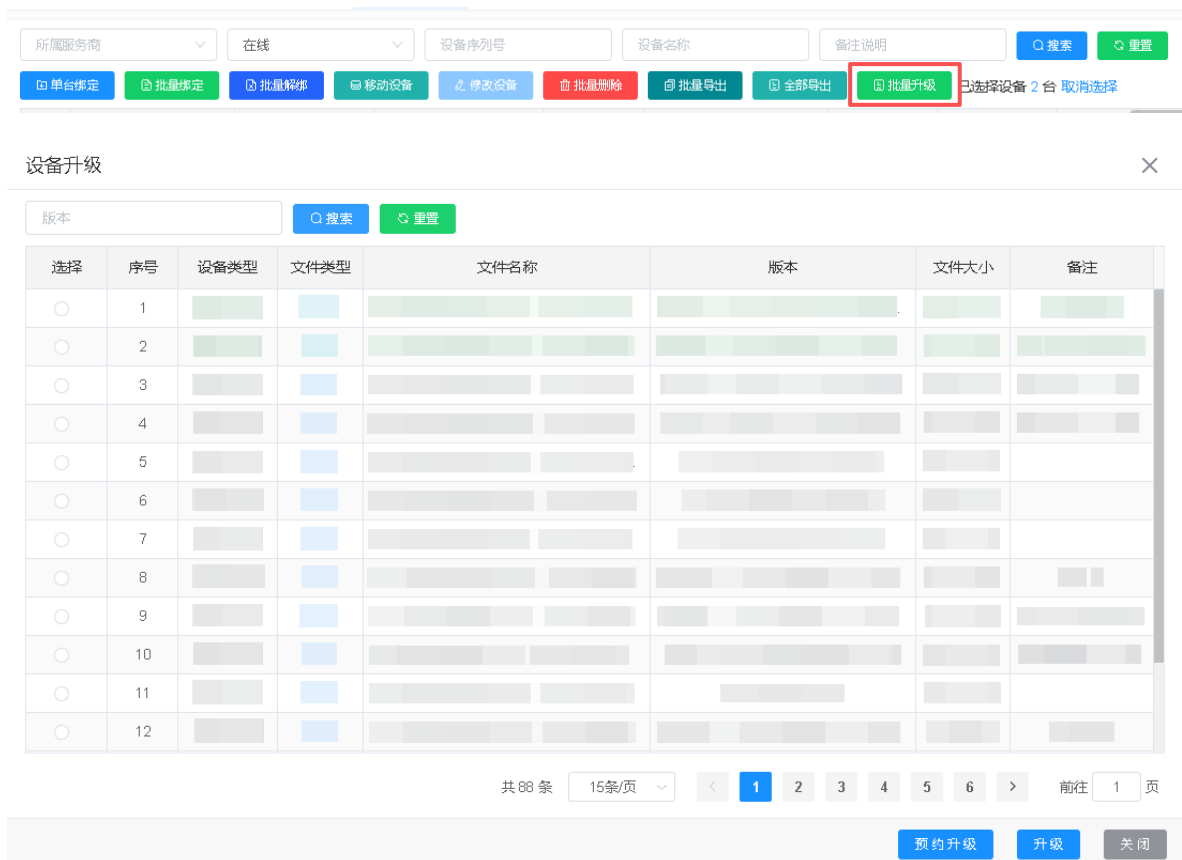 所属服务商 在线 设备序列号 设备名称 备注说明 搜索 重置
单台绑定 批量绑定 批量解绑 移动设备 修改设备 批量删除 批量导出 全部导出 批量升级 已选择设备 2 台 取消选择
设备升级
版本 搜索 重置
选择 序号 设备类型 文件类型 文件名称 版本 文件大小 备注
1
2
3
4
5
6
7
8
9
10
11
12
共 88 条 15条/页 1 2 3 4 5 6 前往 1 页
预约升级 升级 关闭